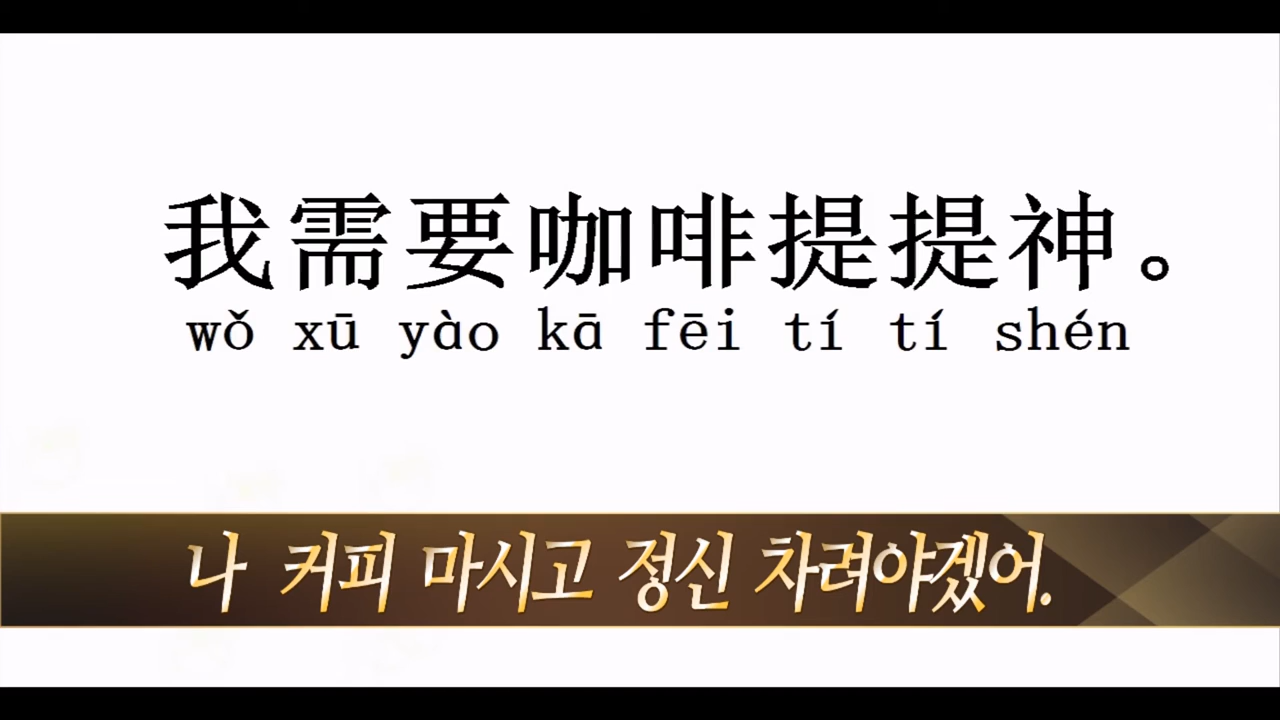 我需要咖啡提提神。
wǒ xū yào kā fēi tí tí shén
나 커피 마시고 정신 차려야겠어.